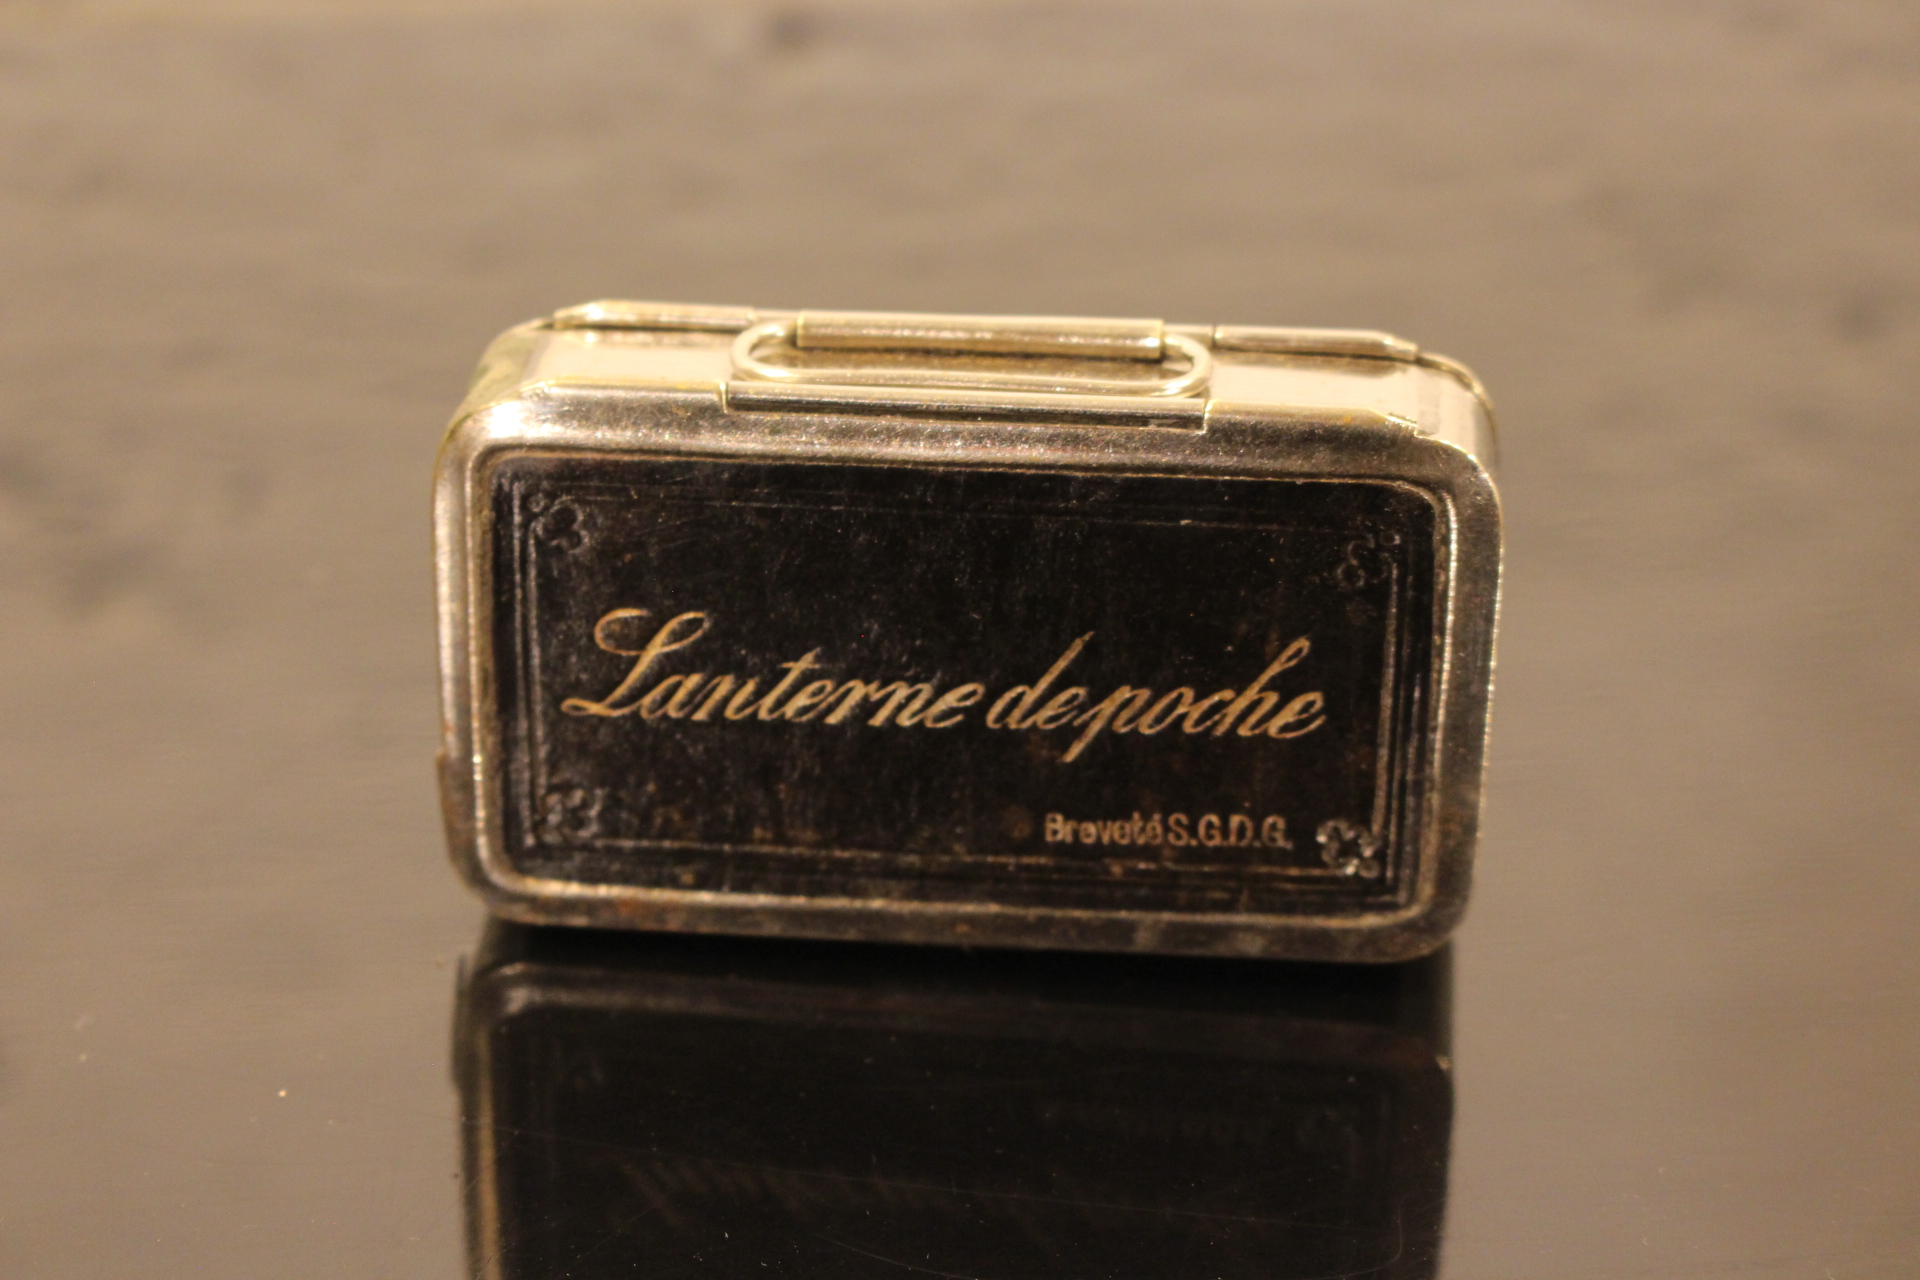 Lanterne de poche
Breveté S.G.D.G.